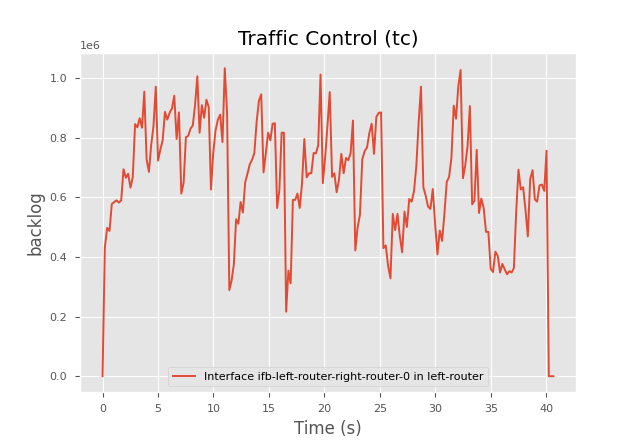 Traffic Control (tc)
1e6
1.0
0.8
0.6
0.4
0.2
0.0
backlog
Interface ifb-left-router-right-router-0 in left-router
0 5 10 15 20 25 30 35 40
Time (s)